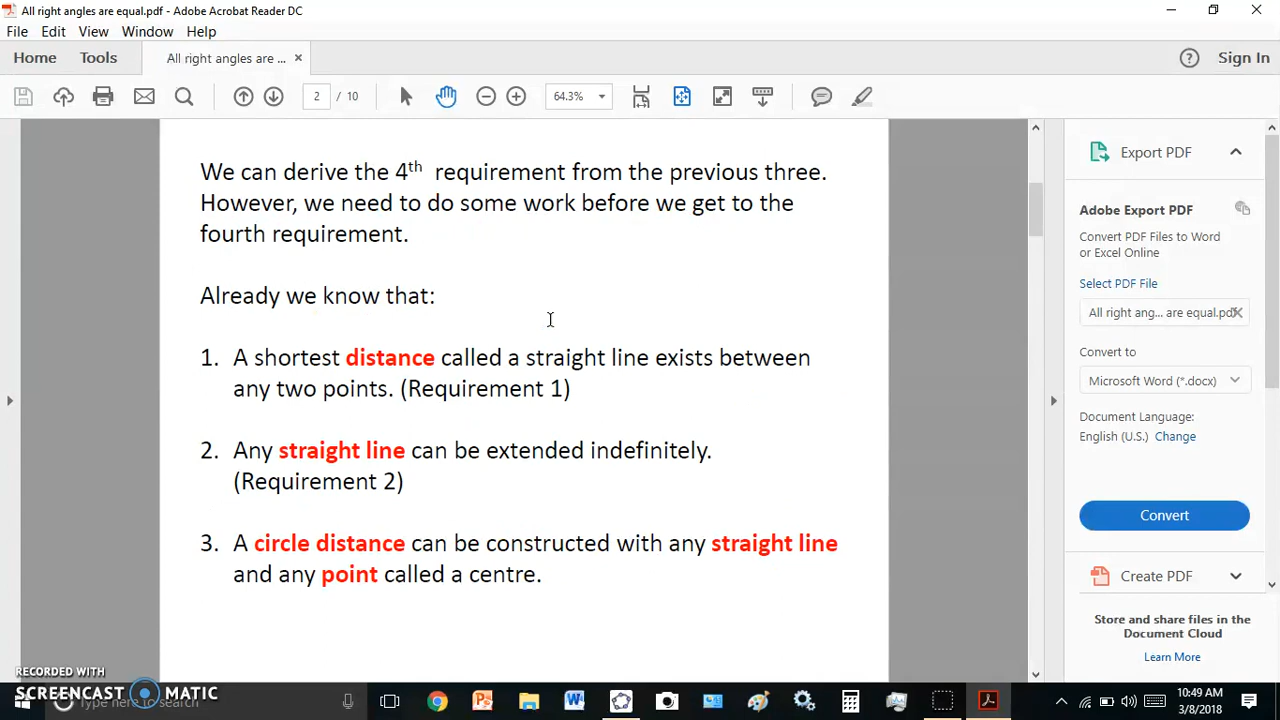 All right angles are equal.pdf - Adobe Acrobat Reader DC
File Edit View Window Help
Home Tools All right angles are ... × Sign In
2 / 10 64.3%
We can derive the 4th requirement from the previous three.
However, we need to do some work before we get to the
fourth requirement.
Already we know that:
1. A shortest distance called a straight line exists between
any two points. (Requirement 1)
2. Any straight line can be extended indefinitely.
(Requirement 2)
3. A circle distance can be constructed with any straight line
and any point called a centre.
Export PDF
Adobe Export PDF
Convert PDF Files to Word
or Excel Online
Select PDF File
All right ang... are equal.pdf
Convert to
Microsoft Word (*.docx)
Document Language:
English (U.S.) Change
Convert
Create PDF
Store and share files in the
Document Cloud
Learn More
RECORDED WITH
SCREENCAST MATIC
Type here to search
10:49 AM
3/8/2018